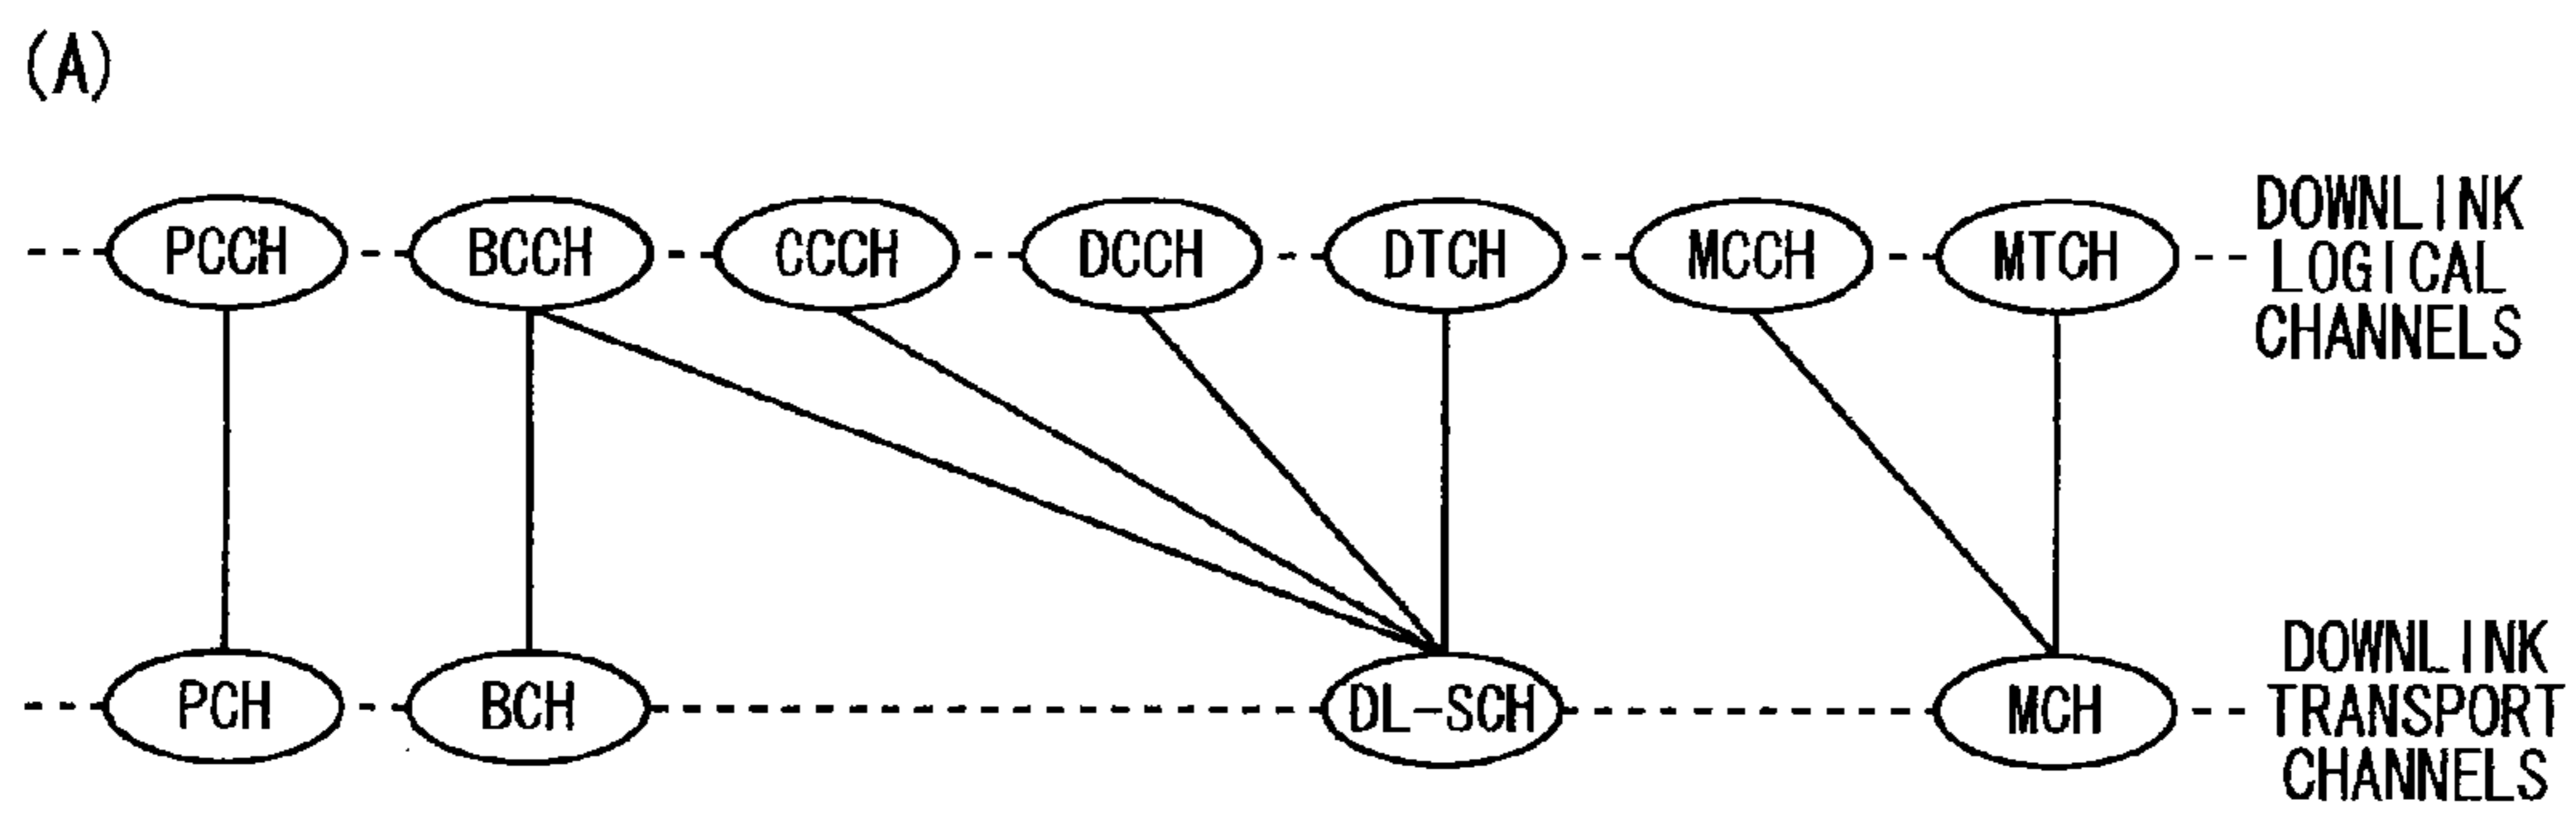 (A)
PCCH BCCH CCCH DCCH DTCH MCCH MTCH
DOWNLINK
LOGICAL
CHANNELS
PCH BCH DL-SCH MCH
DOWNLINK
TRANSPORT
CHANNELS